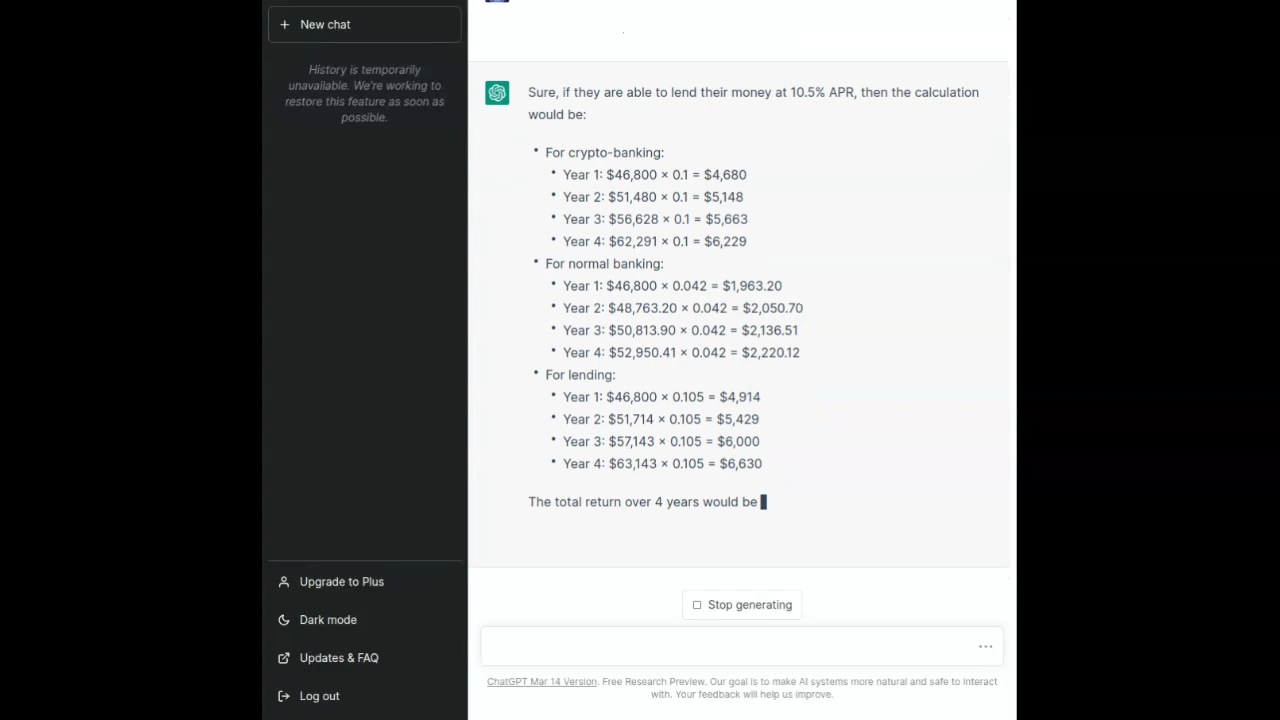 New chat
History is temporarily
unavailable. We're working to
restore this feature as soon as
possible.
Sure, if they are able to lend their money at 10.5% APR, then the calculation
would be:
• For crypto-banking:
• Year 1: $46,800 × 0.1 = $4,680
• Year 2: $51,480 × 0.1 = $5,148
• Year 3: $56,628 × 0.1 = $5,663
• Year 4: $62,291 × 0.1 = $6,229
• For normal banking:
• Year 1: $46,800 × 0.042 = $1,963.20
• Year 2: $48,763.20 × 0.042 = $2,050.70
• Year 3: $50,813.90 × 0.042 = $2,136.51
• Year 4: $52,950.41 × 0.042 = $2,220.12
• For lending:
• Year 1: $46,800 × 0.105 = $4,914
• Year 2: $51,714 × 0.105 = $5,429
• Year 3: $57,143 × 0.105 = $6,000
• Year 4: $63,143 × 0.105 = $6,630
The total return over 4 years would be
Stop generating
Upgrade to Plus
Dark mode
Updates & FAQ
Log out
ChatGPT Mar 14 Version. Free Research Preview. Our goal is to make AI systems more natural and safe to interact
with. Your feedback will help us improve.